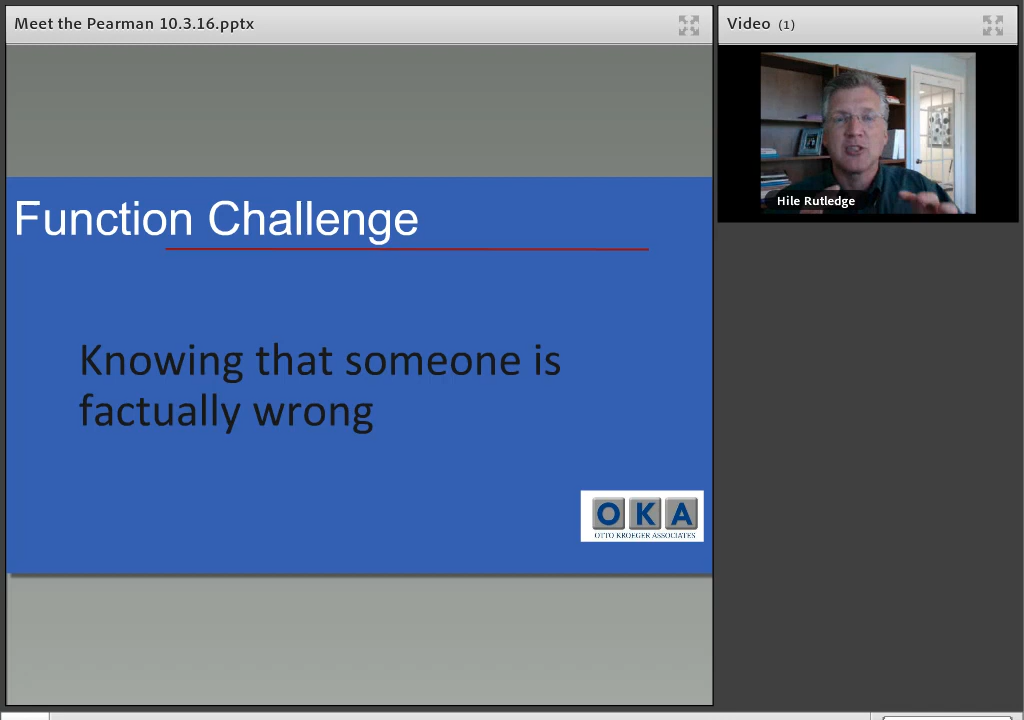 Meet the Pearman 10.3.16.pptx
Video (1)
Hile Rutledge
Function Challenge
Knowing that someone is
factually wrong
OKA
OTTO KROEGER ASSOCIATES